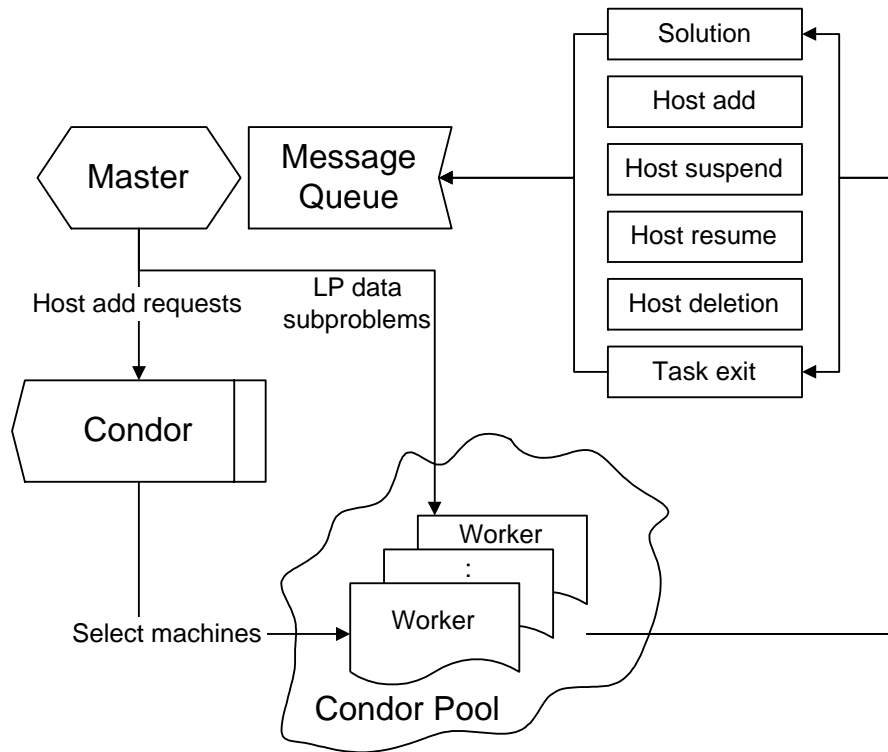 Solution
Host add
Host suspend
Host resume
Host deletion
Task exit
Master
Message
Queue
Host add requests
LP data
subproblems
Condor
Worker
:
Worker
Select machines
Condor Pool